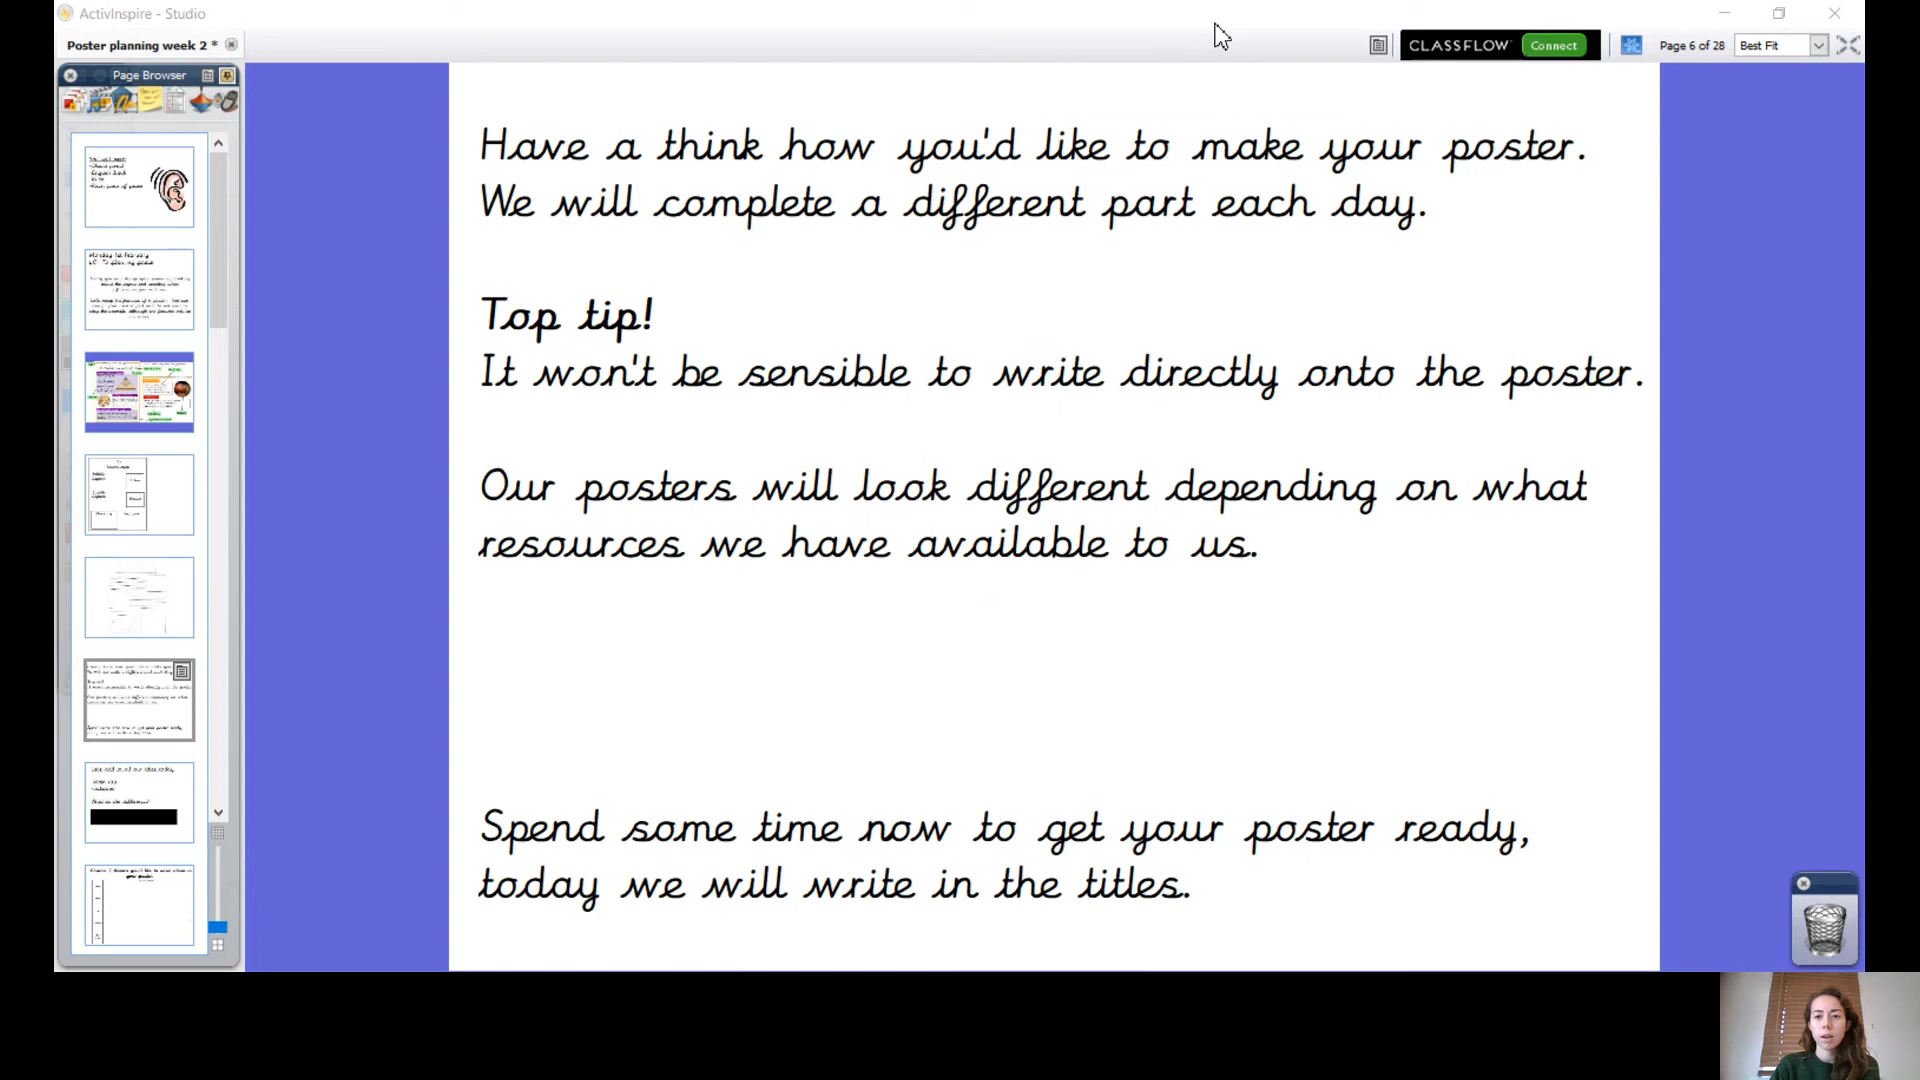 ActivInspire - Studio
Poster planning week 2 *
CLASSFLOW Connect
Page 6 of 28
Best Fit
Page Browser
Have a think how you'd like to make your poster.
We will complete a different part each day.
Top tip!
It won't be sensible to write directly onto the poster.
Our posters will look different depending on what
resources we have available to us.
Spend some time now to get your poster ready,
today we will write in the titles.